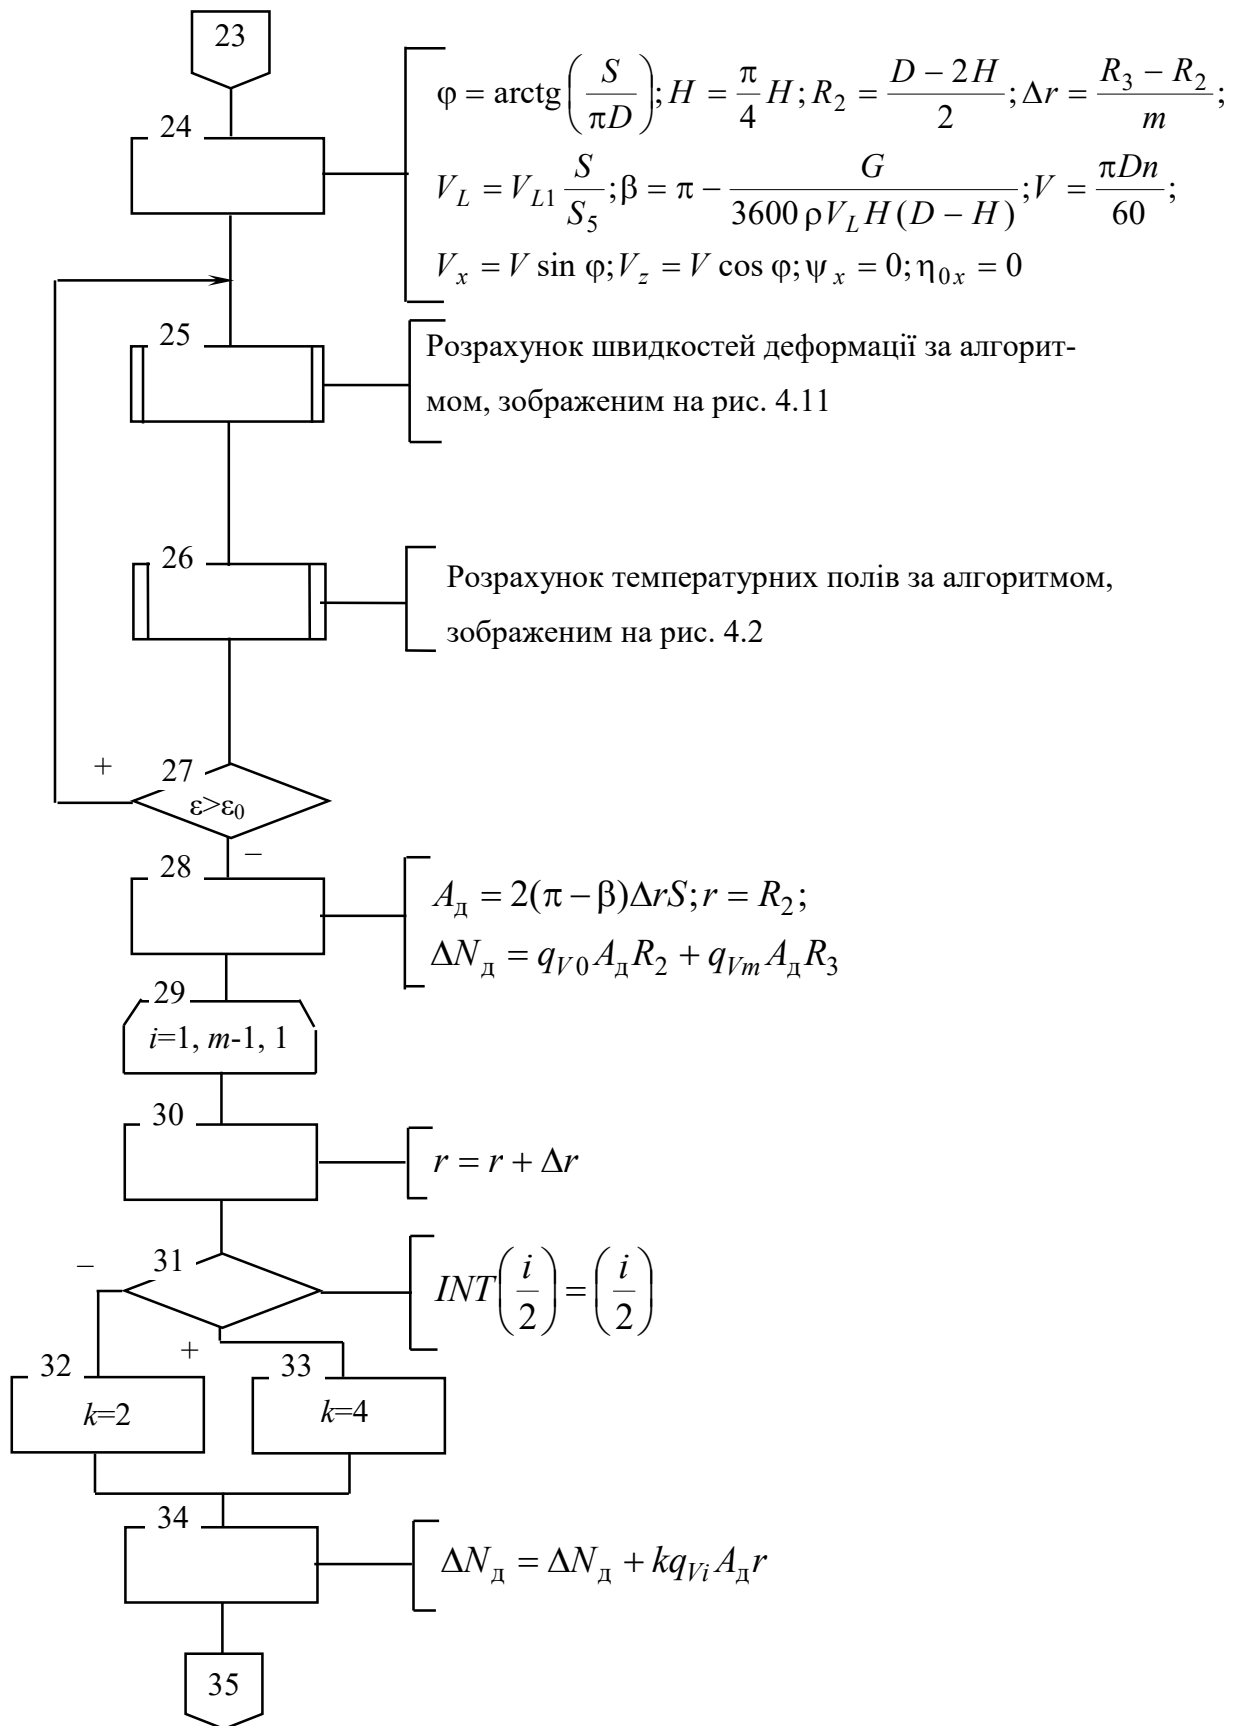 23
24
φ = arctg(S/(πD)); H = π/4 H; R₂ = (D − 2H)/2; Δr = (R₃ − R₂)/m;
V_L = V_L1 S/S₅; β = π − G/(3600 ρV_L H(D − H)); V = πDn/60;
V_x = V sin φ; V_z = V cos φ; ψ_x = 0; η_0x = 0
25
Розрахунок швидкостей деформації за алгорит-
мом, зображеним на рис. 4.11
26
Розрахунок температурних полів за алгоритмом,
зображеним на рис. 4.2
+
27
ε>ε₀
−
28
A_д = 2(π − β)ΔrS; r = R₂;
ΔN_д = q_V0 A_д R₂ + q_Vm A_д R₃
29
i=1, m-1, 1
30
r = r + Δr
−
31
INT(i/2) = (i/2)
+
32
k=2
33
k=4
34
ΔN_д = ΔN_д + kq_Vi A_д r
35